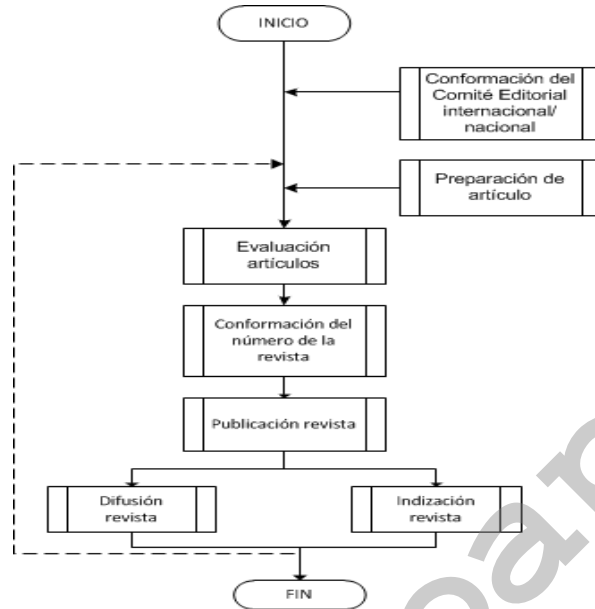 INICIO
Conformación del
Comité Editorial
internacional/
nacional
Preparación de
artículo
Evaluación
artículos
Conformación del
número de la
revista
Publicación revista
Difusión
revista
Indización
revista
FIN